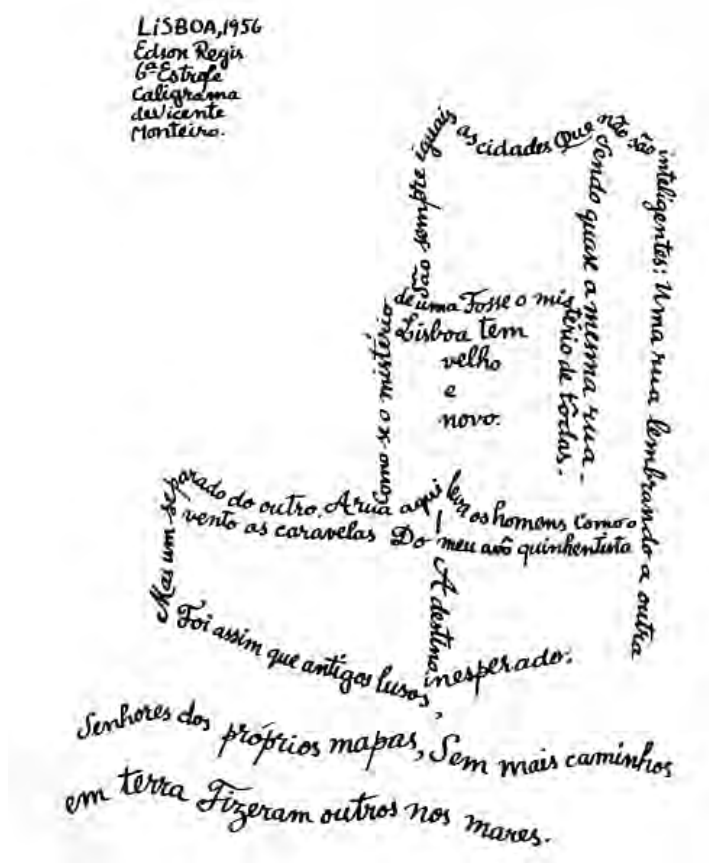 LiSBOA, 1956
Edson Regis
6ª Estrofe
Caligrama
de Vicente
Monteiro.
São sempre iguais as cidades Que não são inteligentes: Uma rua lembrando a outra
Sendo quase a mesma rua -
Como se o mistério de uma Fosse o mistério de tôdas.
Lisboa tem
velho
e
novo.
Mas um separado do outro. A rua aqui leva os homens como o
vento as caravelas Do meu avô quinhentista
A destino inesperado:
Foi assim que antigos lusos,
Senhores dos próprios mapas, Sem mais caminhos
em terra Fizeram outros nos mares.